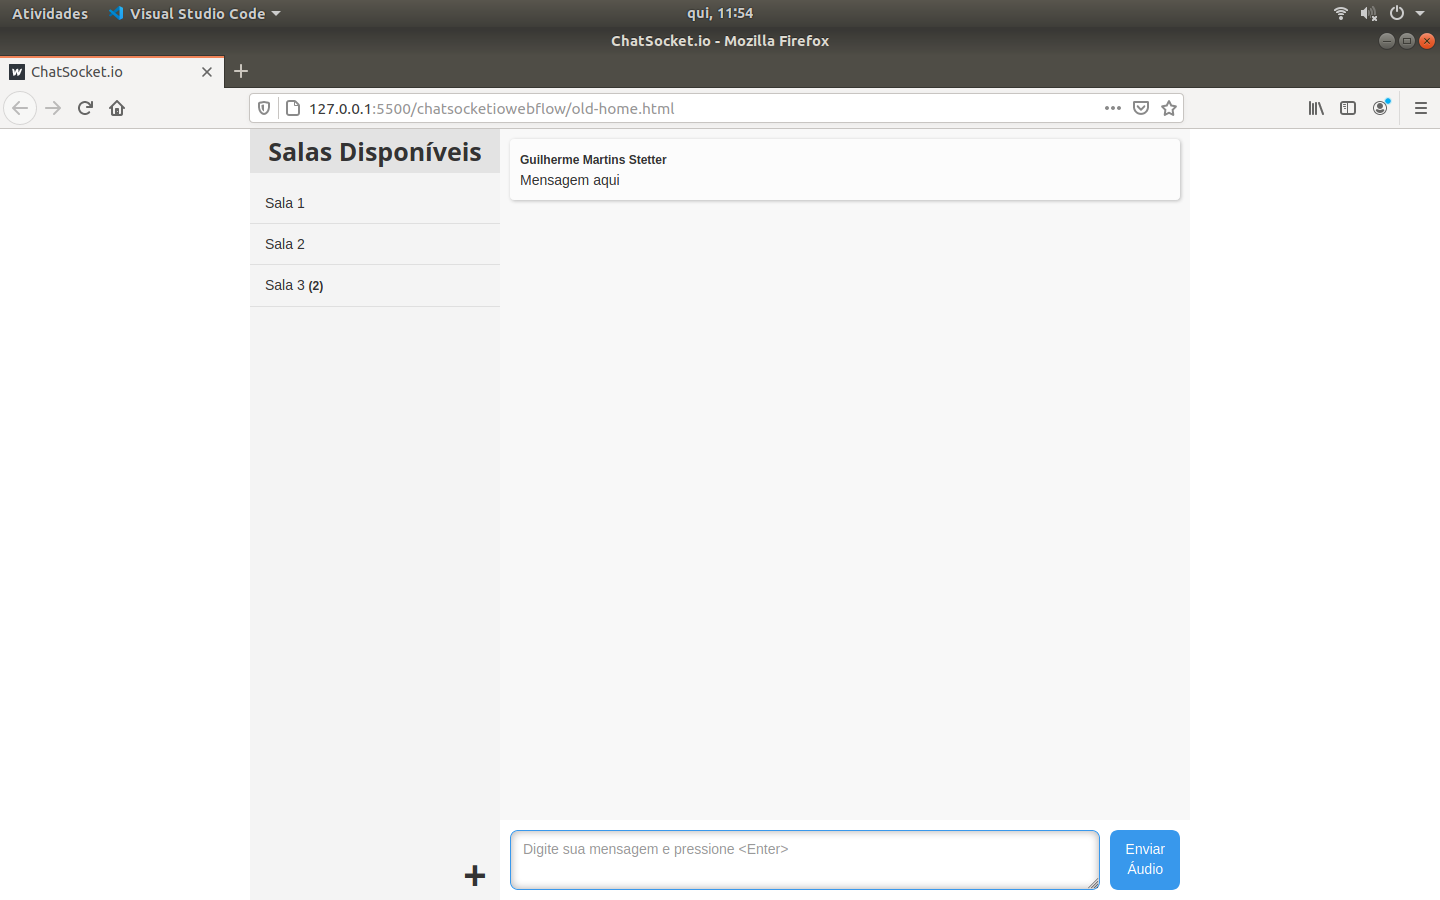 Atividades
Visual Studio Code
qui, 11:54
ChatSocket.io - Mozilla Firefox
ChatSocket.io
127.0.0.1:5500/chatsocketiowebflow/old-home.html
Salas Disponíveis
Sala 1
Sala 2
Sala 3 (2)
+
Guilherme Martins Stetter
Mensagem aqui
Digite sua mensagem e pressione <Enter>
Enviar
Áudio